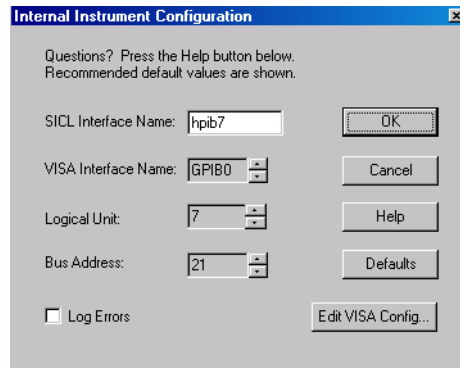 Internal Instrument Configuration
Questions? Press the Help button below.
Recommended default values are shown.
SICL Interface Name: hpib7
OK
VISA Interface Name: GPIB0
Cancel
Logical Unit: 7
Help
Bus Address: 21
Defaults
Log Errors
Edit VISA Config...